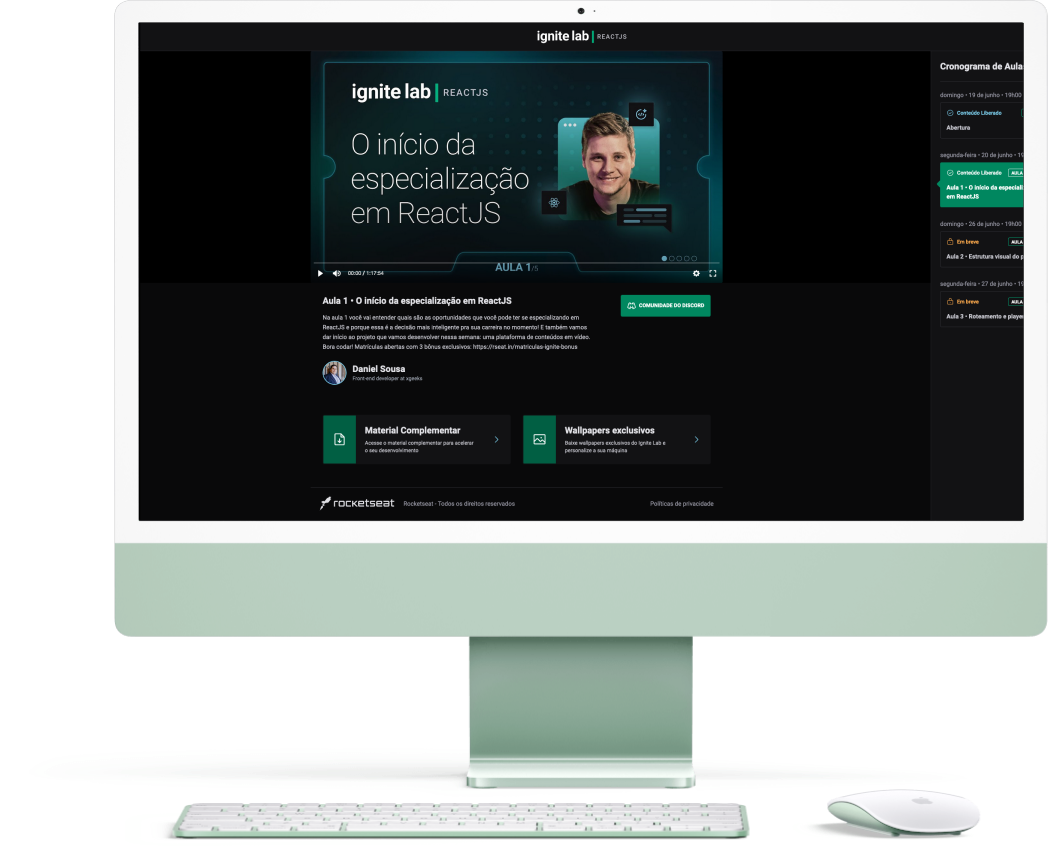 ignite lab | REACTJS
ignite lab | REACTJS
O início da
especialização
em ReactJS
AULA 1/5
00:00 / 1:17:54
Aula 1 • O início da especialização em ReactJS
COMUNIDADE DO DISCORD
Na aula 1 você vai entender quais são as oportunidades que você pode ter se especializando em
ReactJS e porque essa é a decisão mais inteligente pra sua carreira no momento! E também vamos
dar início ao projeto que vamos desenvolver nessa semana: uma plataforma de conteúdos em vídeo.
Bora codar! Matrículas abertas com 3 bônus exclusivos: https://rseat.in/matriculas-ignite-bonus
Daniel Sousa
Front-end developer at xgeeks
Material Complementar
Acesse o material complementar para acelerar
o seu desenvolvimento
Wallpapers exclusivos
Baixe wallpapers exclusivos do Ignite Lab e
personalize a sua máquina
rocketseat
Rocketseat - Todos os direitos reservados
Políticas de privacidade
Cronograma de Aula
domingo • 19 de junho • 19h00
Conteúdo Liberado
Abertura
segunda-feira • 20 de junho • 19
Conteúdo Liberado AULA
Aula 1 • O início da especiali
em ReactJS
domingo • 26 de junho • 19h00
Em breve AULA
Aula 2 • Estrutura visual do p
segunda-feira • 27 de junho • 19
Em breve AULA
Aula 3 • Roteamento e playe